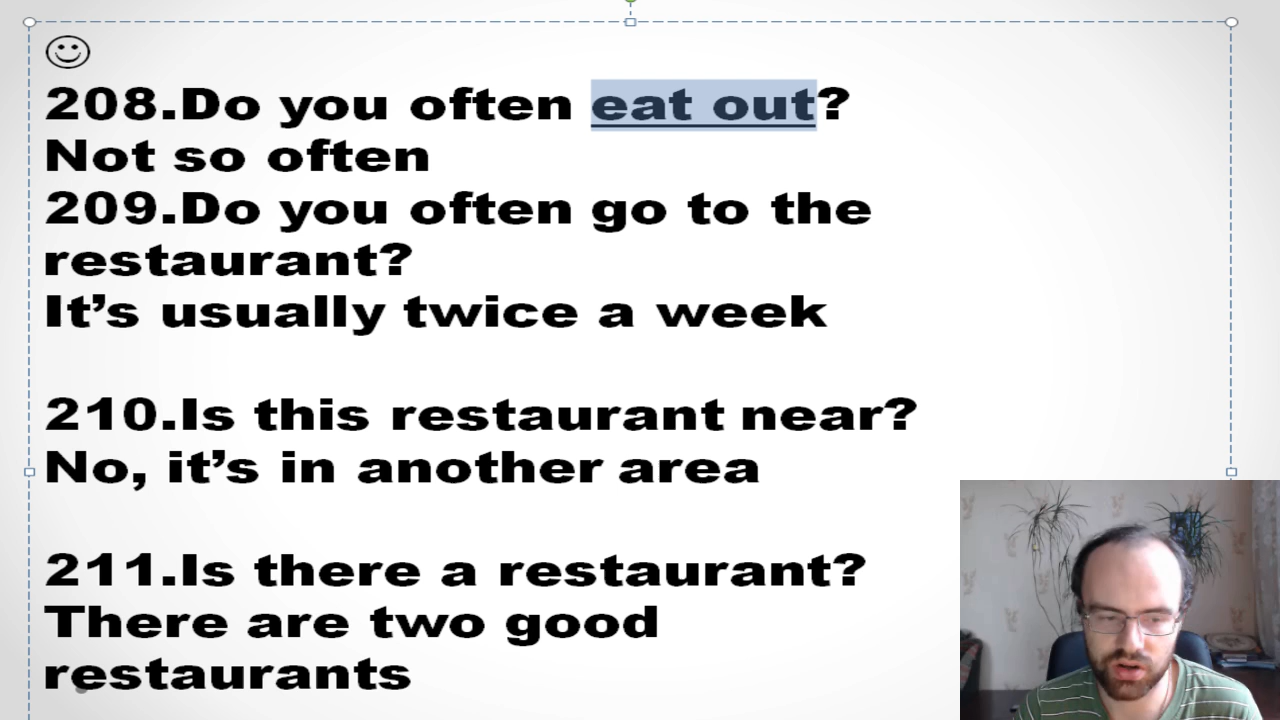 208.Do you often eat out?
Not so often
209.Do you often go to the
restaurant?
It’s usually twice a week
210.Is this restaurant near?
No, it’s in another area
211.Is there a restaurant?
There are two good
restaurants